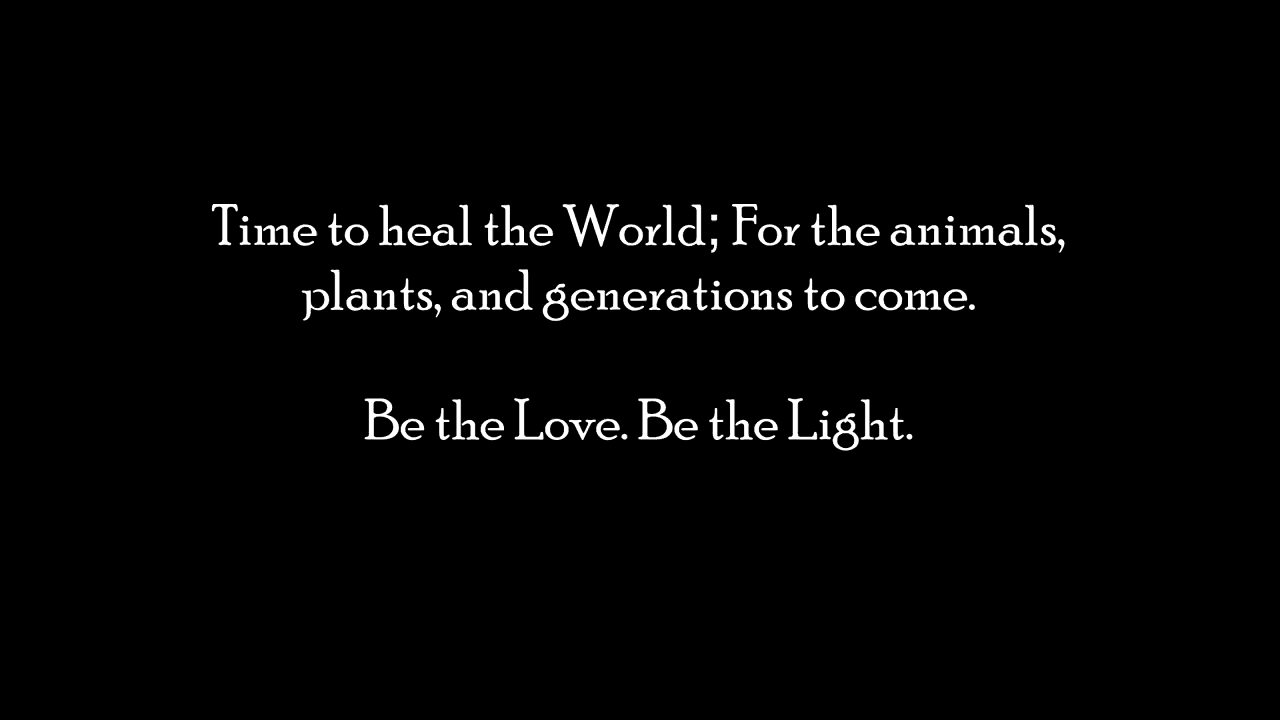 Time to heal the World; For the animals,
plants, and generations to come.
Be the Love. Be the Light.